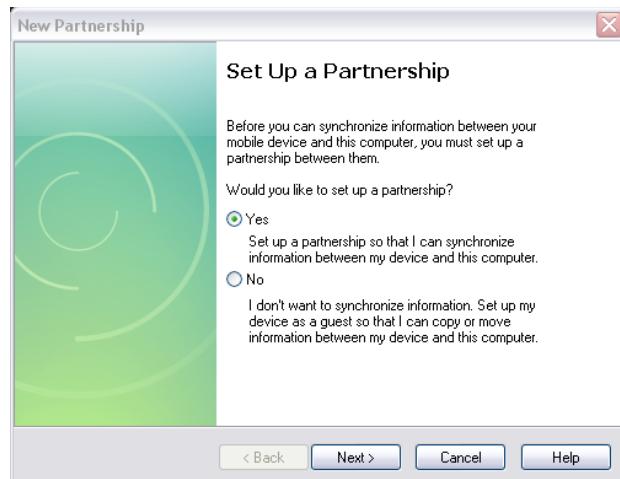 New Partnership
Set Up a Partnership
Before you can synchronize information between your
mobile device and this computer, you must set up a
partnership between them.
Would you like to set up a partnership?
Yes
Set up a partnership so that I can synchronize
information between my device and this computer.
No
I don't want to synchronize information. Set up my
device as a guest so that I can copy or move
information between my device and this computer.
< Back Next > Cancel Help